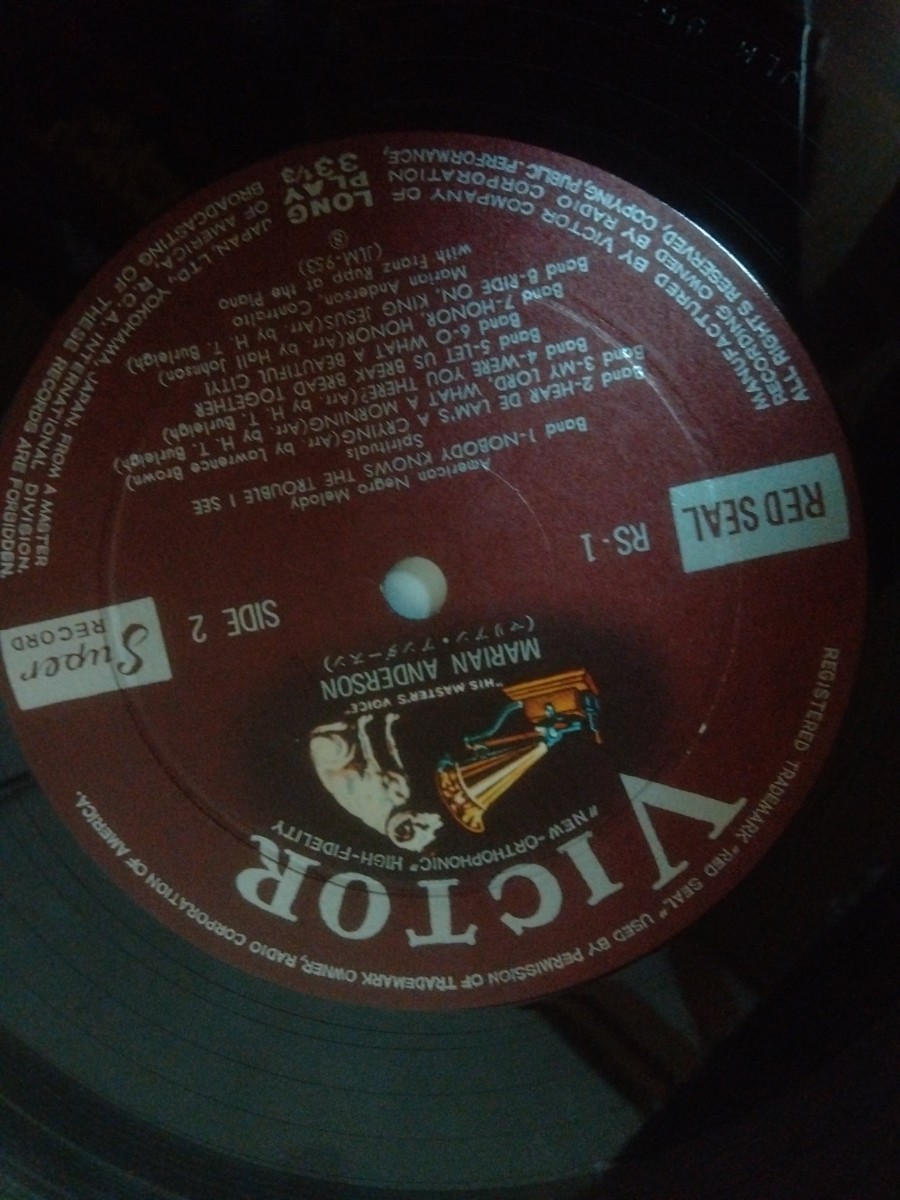 REGISTERED TRADEMARK "RED SEAL" USED BY PERMISSION OF TRADEMARK OWNER, RADIO CORPORATION OF AMERICA.
VICTOR
"NEW-ORTHOPHONIC" HIGH-FIDELITY
"HIS MASTER'S VOICE"
MARIAN ANDERSON
(マリアン・アンダースン)
RED SEAL
Super
RECORD
RS-1
SIDE 2
American Negro Melody
Band 1-NOBODY KNOWS THE TROUBLE I SEE
Spirituals
Band 2-HEAR DE LAM'S A CRYING(Arr. by Lawrence Brown)
Band 3-MY LORD, WHAT A MORNING(Arr. by H. T. Burleigh)
Band 4-WERE YOU THERE(Arr. by H. T. Burleigh)
Band 5-LET US BREAK BREAD TOGETHER
Band 6-O WHAT A BEAUTIFUL CITY!
Band 7-HONOR, HONOR(Arr. by Hall Johnson)
Band 8-RIDE ON, KING JESUS(Arr. by H. T. Burleigh)
Marian Anderson, Contralto
with Franz Rupp at the Piano
(JLM-953)
LONG
PLAY
33 1/3
MANUFACTURED BY VICTOR COMPANY OF JAPAN, LTD., YOKOHAMA, JAPAN. FROM A MASTER
RECORDING OWNED BY RADIO CORPORATION OF AMERICA, R.C.A. INTERNATIONAL DIVISION.
ALL RIGHTS RESERVED, COPYING PUBLIC PERFORMANCE, BROADCASTING OF THESE RECORDS ARE FORBIDDEN.